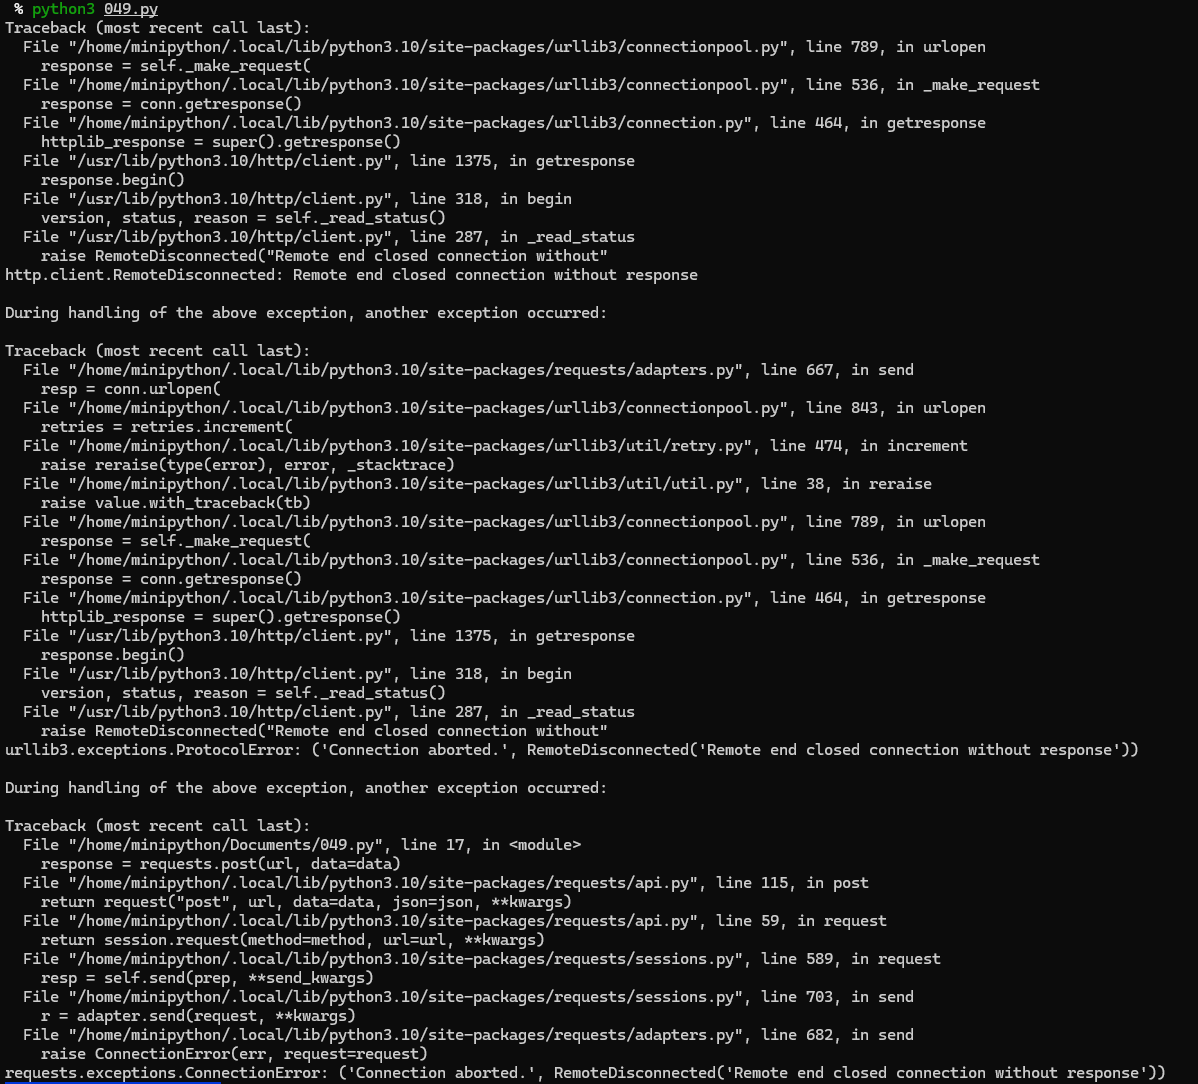 % python3 049.py
Traceback (most recent call last):
  File "/home/minipython/.local/lib/python3.10/site-packages/urllib3/connectionpool.py", line 789, in urlopen
    response = self._make_request(
  File "/home/minipython/.local/lib/python3.10/site-packages/urllib3/connectionpool.py", line 536, in _make_request
    response = conn.getresponse()
  File "/home/minipython/.local/lib/python3.10/site-packages/urllib3/connection.py", line 464, in getresponse
    httplib_response = super().getresponse()
  File "/usr/lib/python3.10/http/client.py", line 1375, in getresponse
    response.begin()
  File "/usr/lib/python3.10/http/client.py", line 318, in begin
    version, status, reason = self._read_status()
  File "/usr/lib/python3.10/http/client.py", line 287, in _read_status
    raise RemoteDisconnected("Remote end closed connection without"
http.client.RemoteDisconnected: Remote end closed connection without response

During handling of the above exception, another exception occurred:

Traceback (most recent call last):
  File "/home/minipython/.local/lib/python3.10/site-packages/requests/adapters.py", line 667, in send
    resp = conn.urlopen(
  File "/home/minipython/.local/lib/python3.10/site-packages/urllib3/connectionpool.py", line 843, in urlopen
    retries = retries.increment(
  File "/home/minipython/.local/lib/python3.10/site-packages/urllib3/util/retry.py", line 474, in increment
    raise reraise(type(error), error, _stacktrace)
  File "/home/minipython/.local/lib/python3.10/site-packages/urllib3/util/util.py", line 38, in reraise
    raise value.with_traceback(tb)
  File "/home/minipython/.local/lib/python3.10/site-packages/urllib3/connectionpool.py", line 789, in urlopen
    response = self._make_request(
  File "/home/minipython/.local/lib/python3.10/site-packages/urllib3/connectionpool.py", line 536, in _make_request
    response = conn.getresponse()
  File "/home/minipython/.local/lib/python3.10/site-packages/urllib3/connection.py", line 464, in getresponse
    httplib_response = super().getresponse()
  File "/usr/lib/python3.10/http/client.py", line 1375, in getresponse
    response.begin()
  File "/usr/lib/python3.10/http/client.py", line 318, in begin
    version, status, reason = self._read_status()
  File "/usr/lib/python3.10/http/client.py", line 287, in _read_status
    raise RemoteDisconnected("Remote end closed connection without"
urllib3.exceptions.ProtocolError: ('Connection aborted.', RemoteDisconnected('Remote end closed connection without response'))

During handling of the above exception, another exception occurred:

Traceback (most recent call last):
  File "/home/minipython/Documents/049.py", line 17, in <module>
    response = requests.post(url, data=data)
  File "/home/minipython/.local/lib/python3.10/site-packages/requests/api.py", line 115, in post
    return request("post", url, data=data, json=json, **kwargs)
  File "/home/minipython/.local/lib/python3.10/site-packages/requests/api.py", line 59, in request
    return session.request(method=method, url=url, **kwargs)
  File "/home/minipython/.local/lib/python3.10/site-packages/requests/sessions.py", line 589, in request
    resp = self.send(prep, **send_kwargs)
  File "/home/minipython/.local/lib/python3.10/site-packages/requests/sessions.py", line 703, in send
    r = adapter.send(request, **kwargs)
  File "/home/minipython/.local/lib/python3.10/site-packages/requests/adapters.py", line 682, in send
    raise ConnectionError(err, request=request)
requests.exceptions.ConnectionError: ('Connection aborted.', RemoteDisconnected('Remote end closed connection without response'))